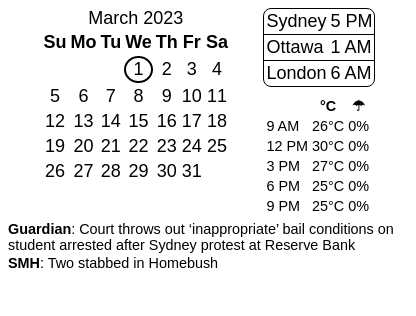 March 2023
Su Mo Tu We Th Fr Sa
1 2 3 4
5 6 7 8 9 10 11
12 13 14 15 16 17 18
19 20 21 22 23 24 25
26 27 28 29 30 31
Sydney 5 PM
Ottawa 1 AM
London 6 AM
°C ☂
9 AM 26°C 0%
12 PM 30°C 0%
3 PM 27°C 0%
6 PM 25°C 0%
9 PM 25°C 0%
Guardian: Court throws out ‘inappropriate’ bail conditions on
student arrested after Sydney protest at Reserve Bank
SMH: Two stabbed in Homebush